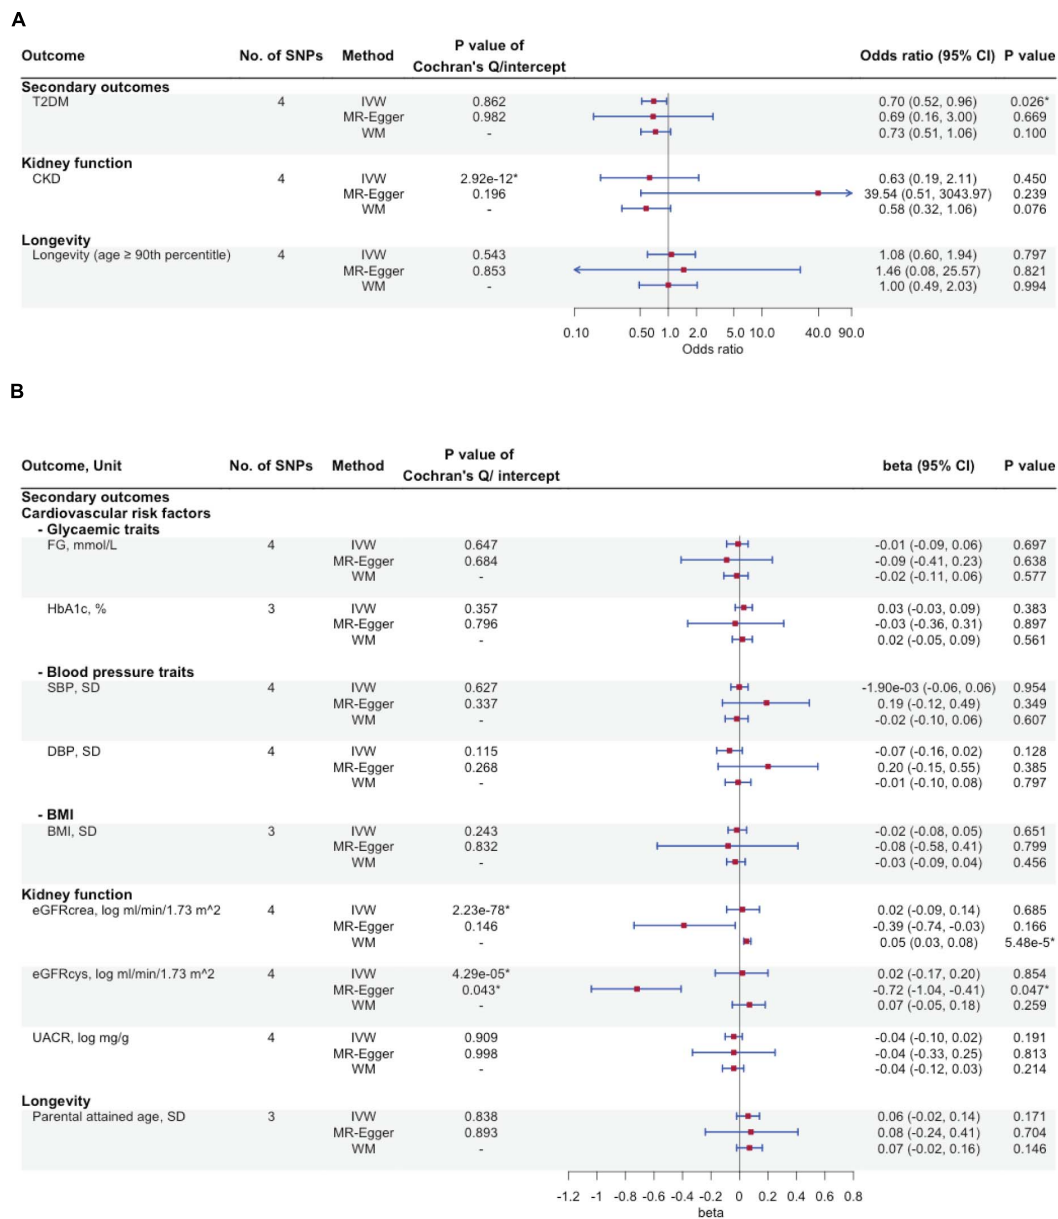 A
P value of
Outcome No. of SNPs Method Cochran's Q/intercept Odds ratio (95% CI) P value
Secondary outcomes
T2DM 4 IVW 0.862 0.70 (0.52, 0.96) 0.026*
MR-Egger 0.982 0.69 (0.16, 3.00) 0.669
WM - 0.73 (0.51, 1.06) 0.100
Kidney function
CKD 4 IVW 2.92e-12* 0.63 (0.19, 2.11) 0.450
MR-Egger 0.196 39.54 (0.51, 3043.97) 0.239
WM - 0.58 (0.32, 1.06) 0.076
Longevity
Longevity (age ≥ 90th percentitle) 4 IVW 0.543 1.08 (0.60, 1.94) 0.797
MR-Egger 0.853 1.46 (0.08, 25.57) 0.821
WM - 1.00 (0.49, 2.03) 0.994
0.10 0.50 1.0 2.0 5.0 10.0 40.0 90.0
Odds ratio
B
P value of
Outcome, Unit No. of SNPs Method Cochran's Q/ intercept beta (95% CI) P value
Secondary outcomes
Cardiovascular risk factors
- Glycaemic traits
FG, mmol/L 4 IVW 0.647 -0.01 (-0.09, 0.06) 0.697
MR-Egger 0.684 -0.09 (-0.41, 0.23) 0.638
WM - -0.02 (-0.11, 0.06) 0.577
HbA1c, % 3 IVW 0.357 0.03 (-0.03, 0.09) 0.383
MR-Egger 0.796 -0.03 (-0.36, 0.31) 0.897
WM - 0.02 (-0.05, 0.09) 0.561
- Blood pressure traits
SBP, SD 4 IVW 0.627 -1.90e-03 (-0.06, 0.06) 0.954
MR-Egger 0.337 0.19 (-0.12, 0.49) 0.349
WM - -0.02 (-0.10, 0.06) 0.607
DBP, SD 4 IVW 0.115 -0.07 (-0.16, 0.02) 0.128
MR-Egger 0.268 0.20 (-0.15, 0.55) 0.385
WM - -0.01 (-0.10, 0.08) 0.797
- BMI
BMI, SD 3 IVW 0.243 -0.02 (-0.08, 0.05) 0.651
MR-Egger 0.832 -0.08 (-0.58, 0.41) 0.799
WM - -0.03 (-0.09, 0.04) 0.456
Kidney function
eGFRcrea, log ml/min/1.73 m^2 4 IVW 2.23e-78* 0.02 (-0.09, 0.14) 0.685
MR-Egger 0.146 -0.39 (-0.74, -0.03) 0.166
WM - 0.05 (0.03, 0.08) 5.48e-5*
eGFRcys, log ml/min/1.73 m^2 4 IVW 4.29e-05* 0.02 (-0.17, 0.20) 0.854
MR-Egger 0.043* -0.72 (-1.04, -0.41) 0.047*
WM - 0.07 (-0.05, 0.18) 0.259
UACR, log mg/g 4 IVW 0.909 -0.04 (-0.10, 0.02) 0.191
MR-Egger 0.998 -0.04 (-0.33, 0.25) 0.813
WM - -0.04 (-0.12, 0.03) 0.214
Longevity
Parental attained age, SD 3 IVW 0.838 0.06 (-0.02, 0.14) 0.171
MR-Egger 0.893 0.08 (-0.24, 0.41) 0.704
WM - 0.07 (-0.02, 0.16) 0.146
-1.2 -1 -0.8 -0.6 -0.4 -0.2 0 0.2 0.4 0.6 0.8
beta